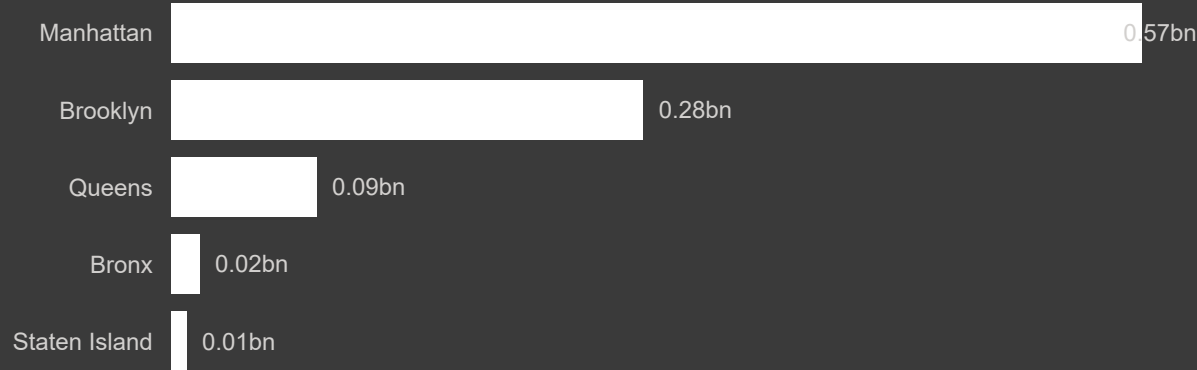 Manhattan 0.57bn
Brooklyn 0.28bn
Queens 0.09bn
Bronx 0.02bn
Staten Island 0.01bn